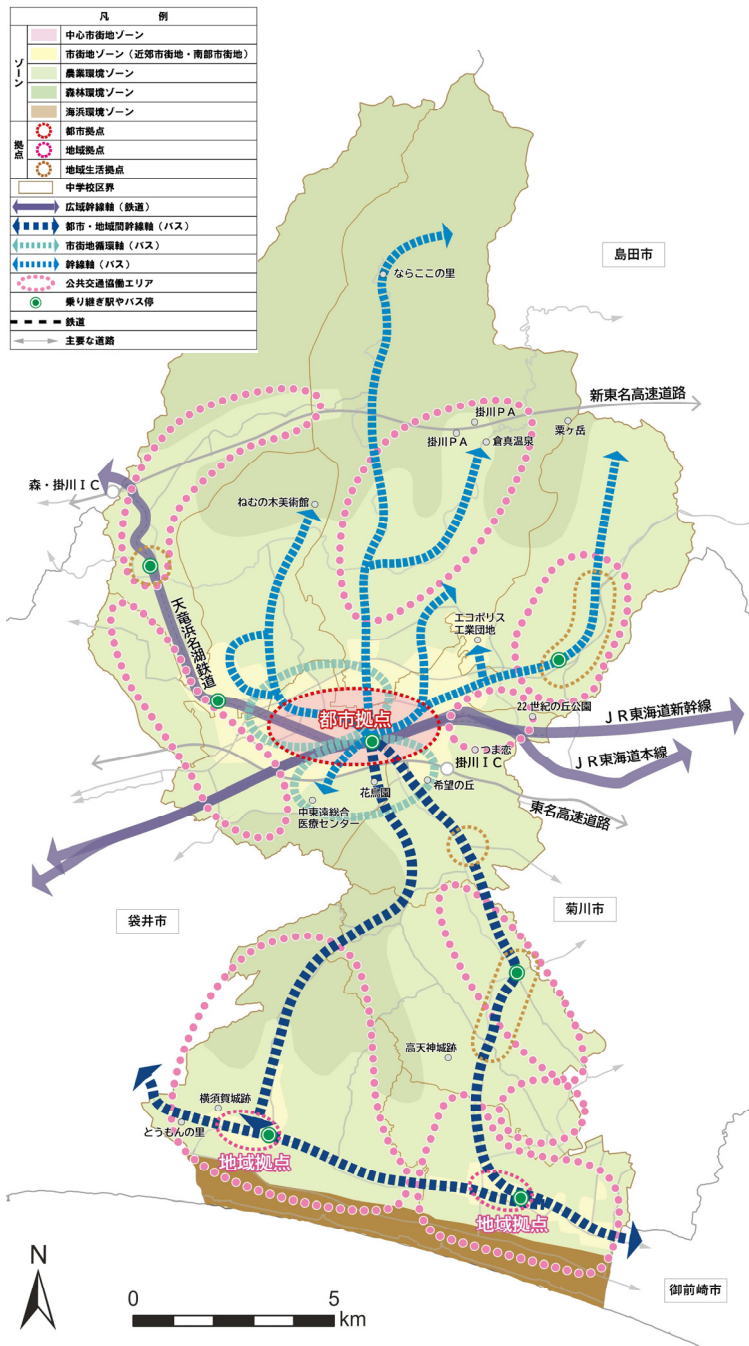 凡 例
ゾーン
中心市街地ゾーン
市街地ゾーン（近郊市街地・南部市街地）
農業環境ゾーン
森林環境ゾーン
海浜環境ゾーン
拠点
都市拠点
地域拠点
地域生活拠点
中学校区界
広域幹線軸（鉄道）
都市・地域間幹線軸（バス）
市街地循環軸（バス）
幹線軸（バス）
公共交通協働エリア
乗り継ぎ駅やバス停
鉄道
主要な道路
島田市
ならここの里
新東名高速道路
掛川ＰＡ
掛川ＰＡ
倉真温泉
粟ヶ岳
森・掛川ＩＣ
ねむの木美術館
天竜浜名湖鉄道
エコポリス
工業団地
22世紀の丘公園
都市拠点
ＪＲ東海道新幹線
ＪＲ東海道本線
つま恋
掛川ＩＣ
花鳥園
希望の丘
中東遠総合
医療センター
東名高速道路
袋井市
菊川市
高天神城跡
横須賀城跡
とうもんの里
地域拠点
地域拠点
御前崎市
N
0 5
km